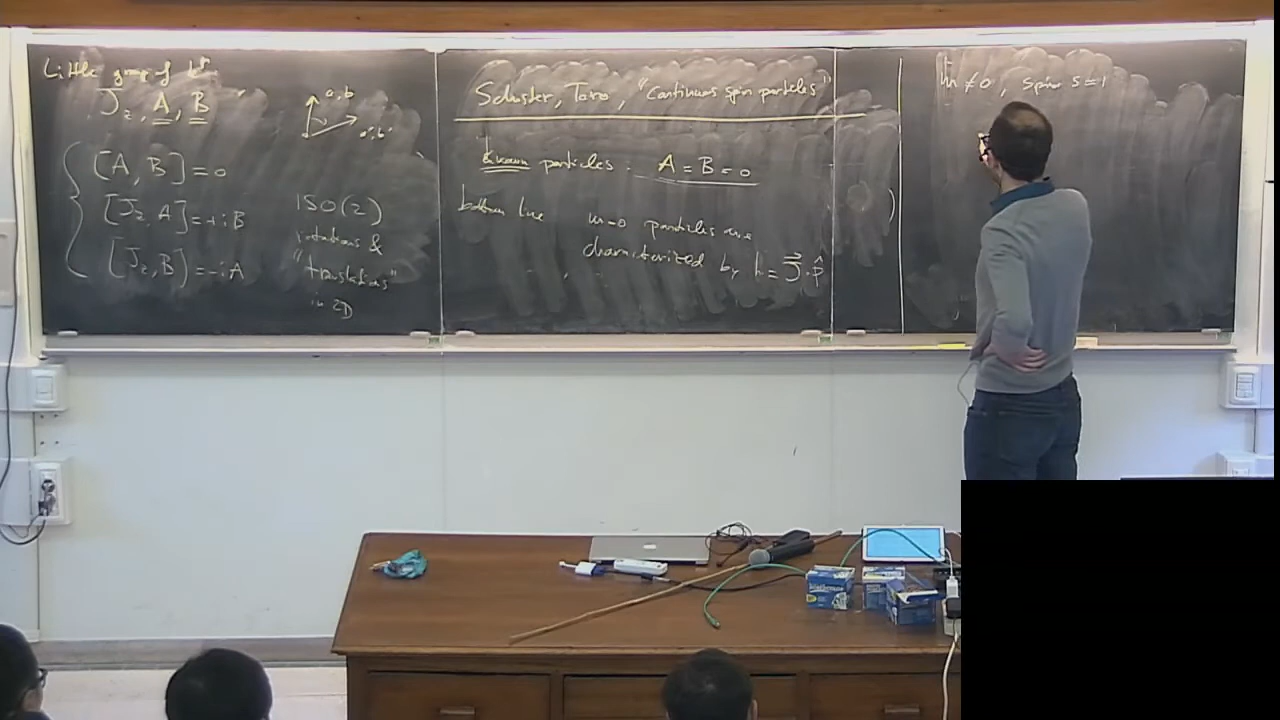 Little group of k^μ
J_z, A, B
[A, B] = 0
[J_z, A] = +iB
[J_z, B] = -iA
a, b
a', b'
ISO(2)
rotations &
"translations"
in 2D
Schuster, Toro, "Continuous spin particles"
known particles: A = B = 0
bottom line
m=0 particles are
characterized by h = J⃗·p̂
m ≠ 0, spin s = 1